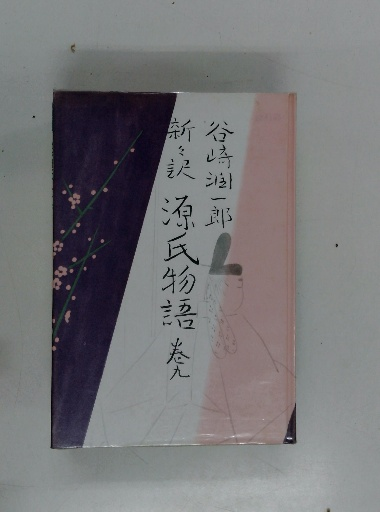 谷崎潤一郎
新々訳
源氏物語 巻九